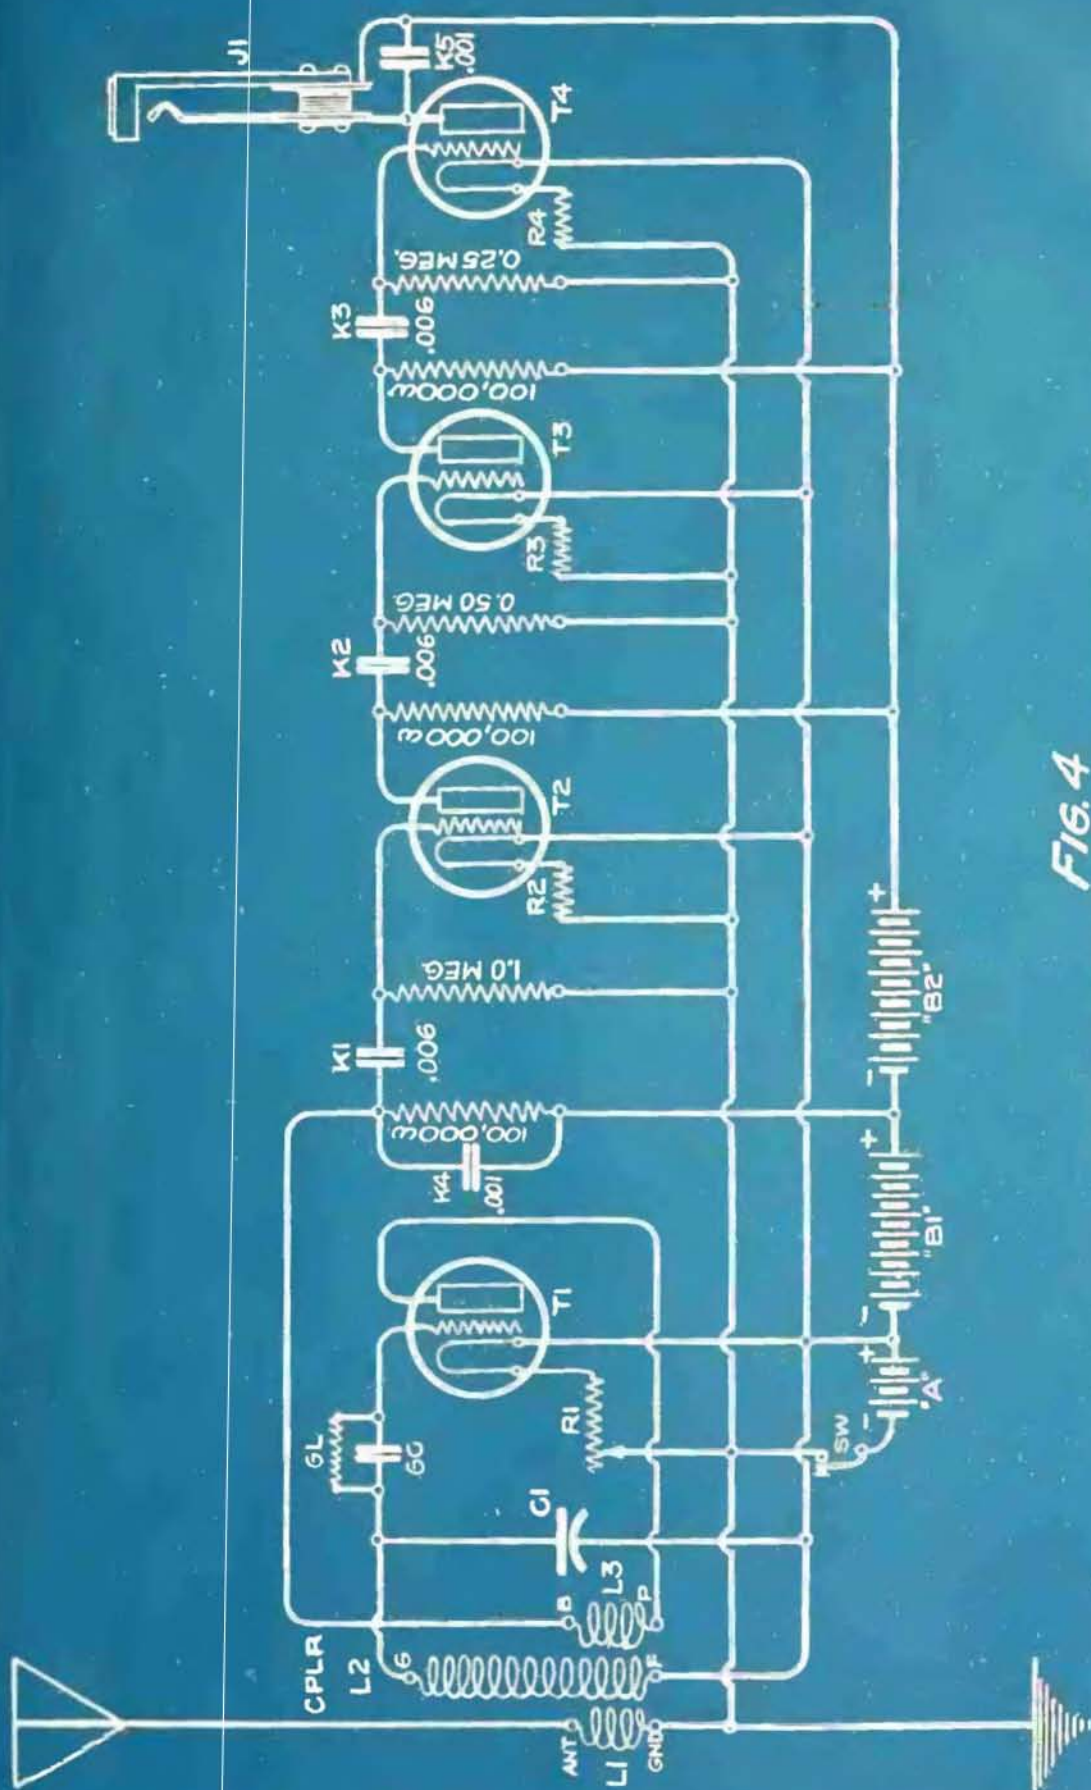 CPLR
L2
G
F
ANT
L1
GND
B
L3
P
C1
GL
GC
T1
R1
SW
-
"A"
+
-
"B1"
+
-
"B2"
+
K4
.001
100,000ω
K1
.006
1.0 MEG.
R2
T2
100,000ω
K2
.006
0.50 MEG.
R3
T3
100,000ω
K3
.006
0.25 MEG.
R4
T4
K5
.001
J1
FIG. 4